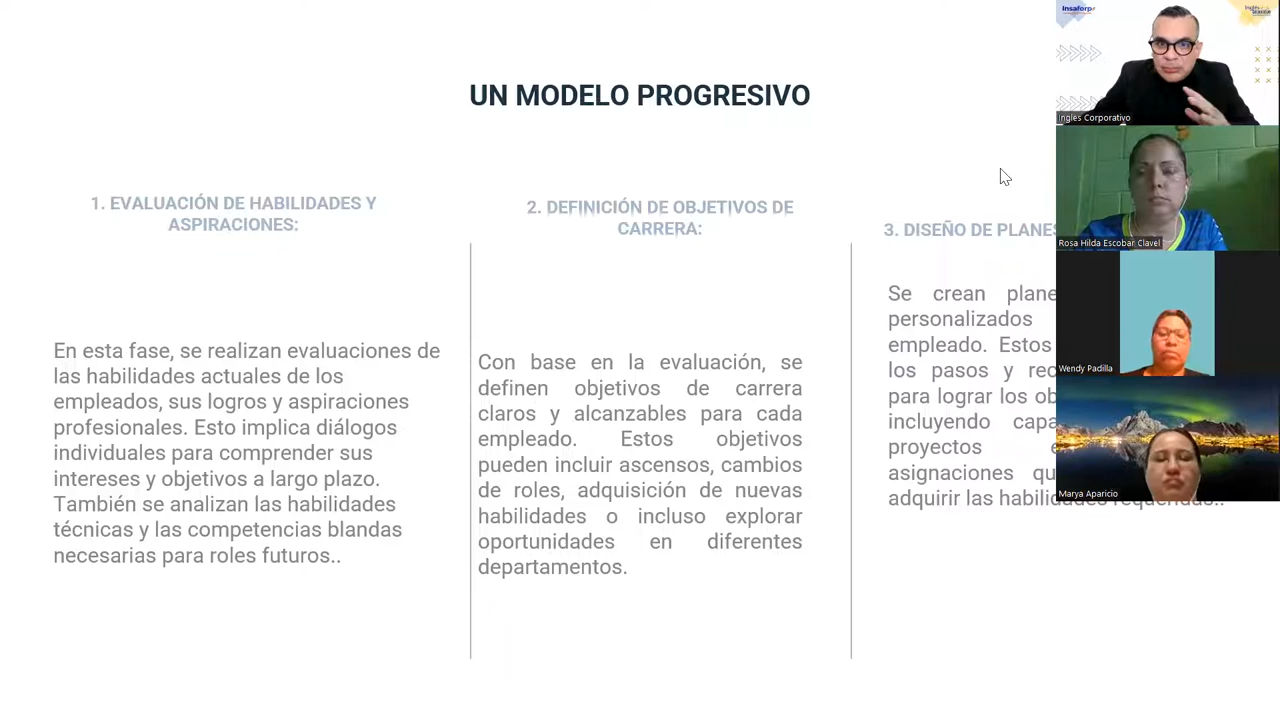 UN MODELO PROGRESIVO
1. EVALUACIÓN DE HABILIDADES Y
ASPIRACIONES:
En esta fase, se realizan evaluaciones de
las habilidades actuales de los
empleados, sus logros y aspiraciones
profesionales. Esto implica diálogos
individuales para comprender sus
intereses y objetivos a largo plazo.
También se analizan las habilidades
técnicas y las competencias blandas
necesarias para roles futuros..
2. DEFINICIÓN DE OBJETIVOS DE
CARRERA:
Con base en la evaluación, se
definen objetivos de carrera
claros y alcanzables para cada
empleado. Estos objetivos
pueden incluir ascensos, cambios
de roles, adquisición de nuevas
habilidades o incluso explorar
oportunidades en diferentes
departamentos.
3. DISEÑO DE PLANES
Se crean plane
personalizados
empleado. Estos
los pasos y rec
para lograr los ob
incluyendo capa
proyectos e
asignaciones qu
adquirir las habilidades requeridas..
insaforp
Ingles Corporativo
Rosa Hilda Escobar Clavel
Wendy Padilla
Marya Aparicio